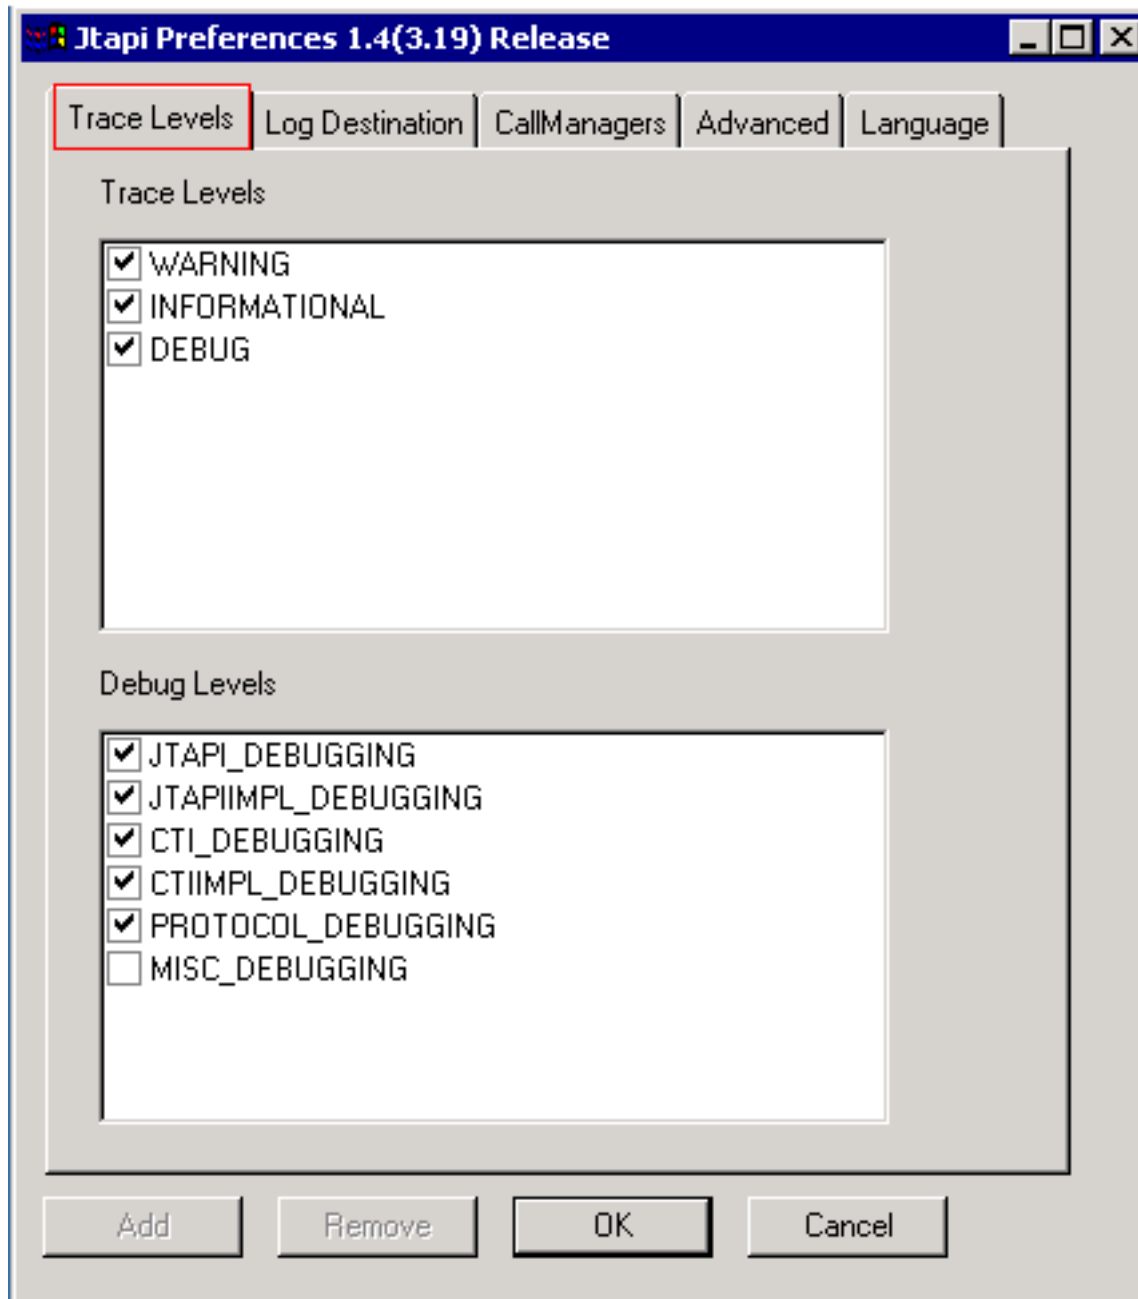 Jtapi Preferences 1.4(3.19) Release
Trace Levels Log Destination CallManagers Advanced Language
Trace Levels
WARNING
INFORMATIONAL
DEBUG
Debug Levels
JTAPI_DEBUGGING
JTAPIIMPL_DEBUGGING
CTI_DEBUGGING
CTIIMPL_DEBUGGING
PROTOCOL_DEBUGGING
MISC_DEBUGGING
Add Remove OK Cancel